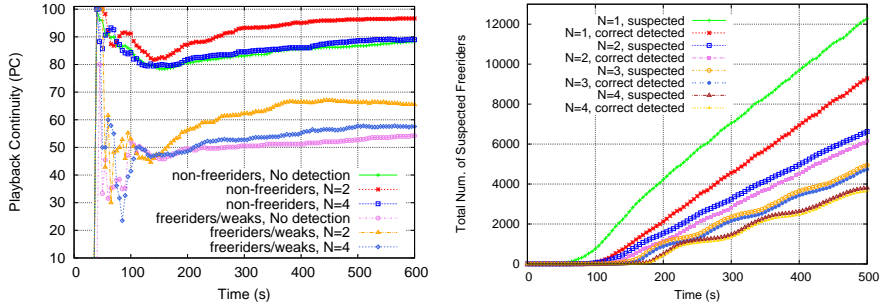 Playback Continuity (PC)
100
90
80
70
60
50
40
30
20
10
non-freeriders, No detection
non-freeriders, N=2
non-freeriders, N=4
freeriders/weaks, No detection
freeriders/weaks, N=2
freeriders/weaks, N=4
0 100 200 300 400 500 600
Time (s)
Total Num. of Suspected Freeriders
12000
10000
8000
6000
4000
2000
0
N=1, suspected
N=1, correct detected
N=2, suspected
N=2, correct detected
N=3, suspected
N=3, correct detected
N=4, suspected
N=4, correct detected
0 100 200 300 400 500
Time (s)